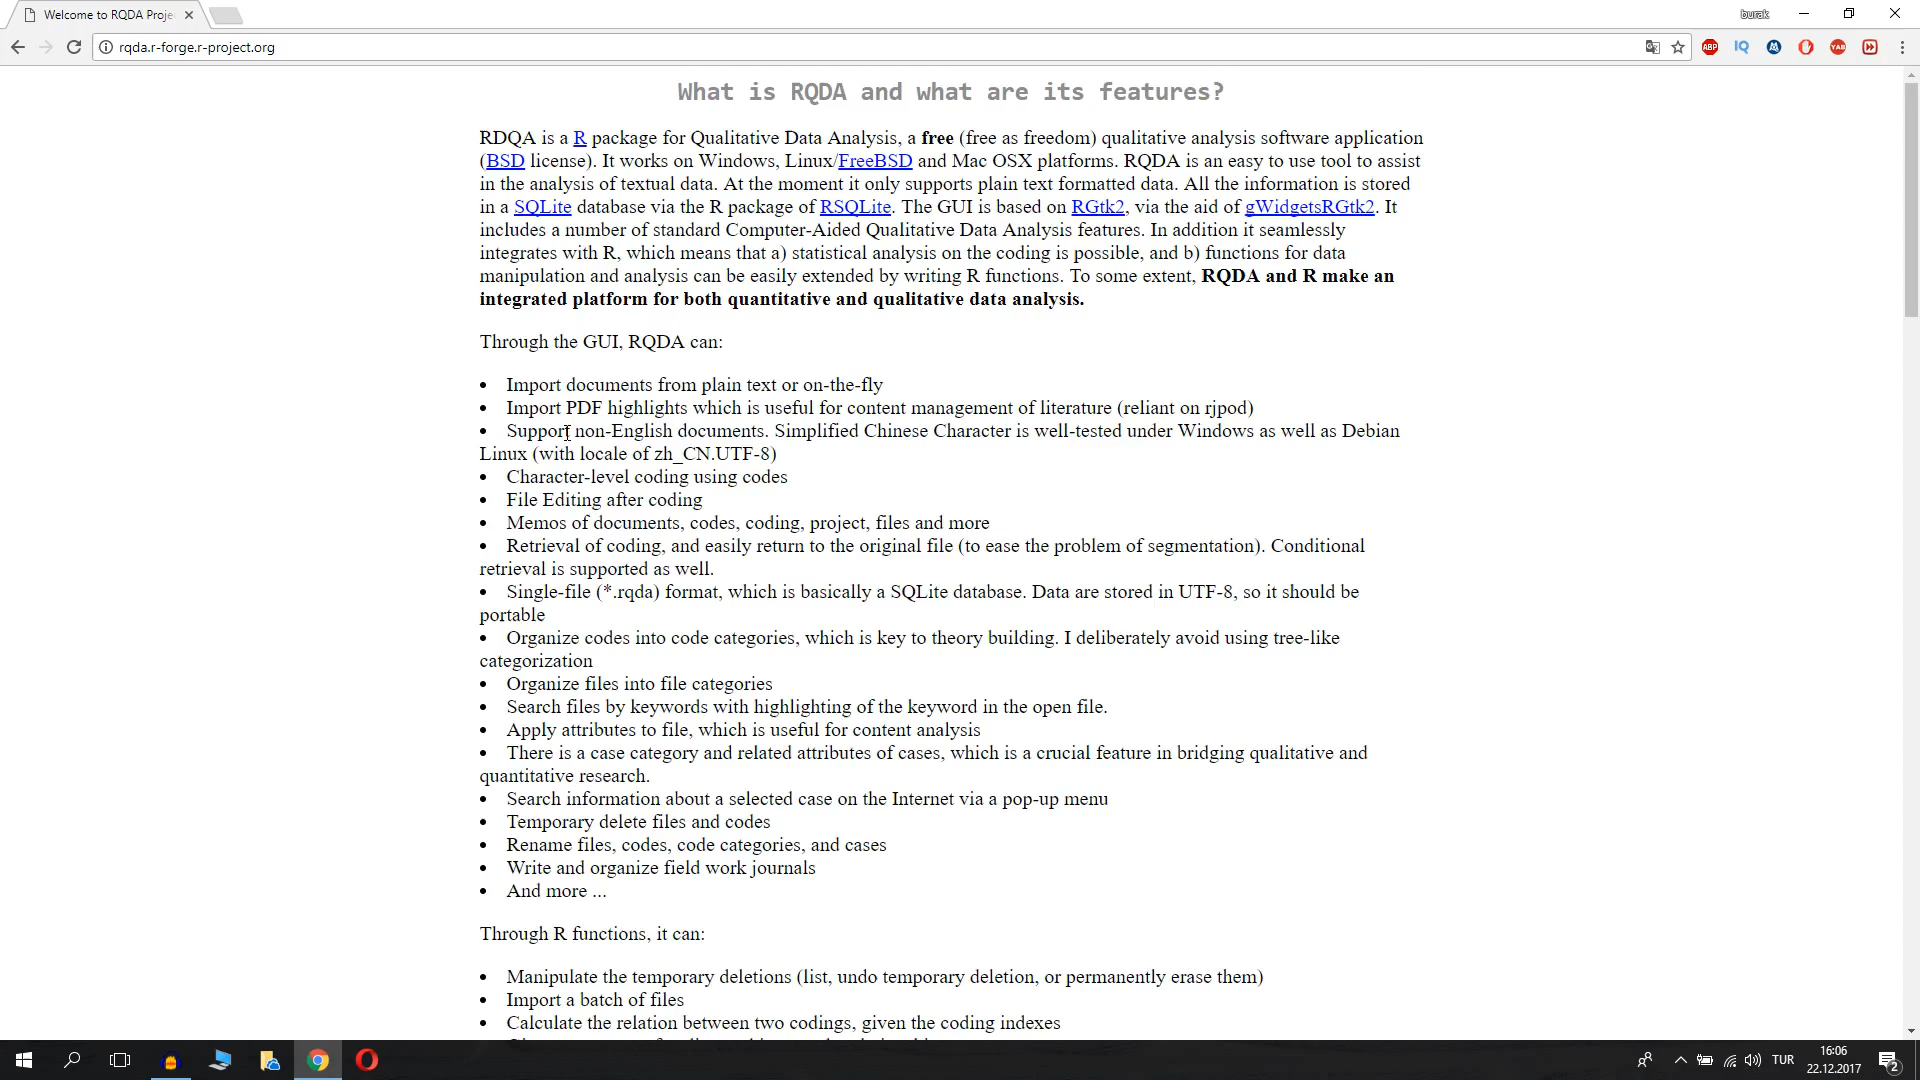 Welcome to RQDA Proje
burak
rqda.r-forge.r-project.org
ABP
IQ
YAB
What is RQDA and what are its features?
RDQA is a R package for Qualitative Data Analysis, a free (free as freedom) qualitative analysis software application
(BSD license). It works on Windows, Linux/FreeBSD and Mac OSX platforms. RQDA is an easy to use tool to assist
in the analysis of textual data. At the moment it only supports plain text formatted data. All the information is stored
in a SQLite database via the R package of RSQLite. The GUI is based on RGtk2, via the aid of gWidgetsRGtk2. It
includes a number of standard Computer-Aided Qualitative Data Analysis features. In addition it seamlessly
integrates with R, which means that a) statistical analysis on the coding is possible, and b) functions for data
manipulation and analysis can be easily extended by writing R functions. To some extent, RQDA and R make an
integrated platform for both quantitative and qualitative data analysis.
Through the GUI, RQDA can:
• Import documents from plain text or on-the-fly
• Import PDF highlights which is useful for content management of literature (reliant on rjpod)
• Support non-English documents. Simplified Chinese Character is well-tested under Windows as well as Debian
Linux (with locale of zh_CN.UTF-8)
• Character-level coding using codes
• File Editing after coding
• Memos of documents, codes, coding, project, files and more
• Retrieval of coding, and easily return to the original file (to ease the problem of segmentation). Conditional
retrieval is supported as well.
• Single-file (*.rqda) format, which is basically a SQLite database. Data are stored in UTF-8, so it should be
portable
• Organize codes into code categories, which is key to theory building. I deliberately avoid using tree-like
categorization
• Organize files into file categories
• Search files by keywords with highlighting of the keyword in the open file.
• Apply attributes to file, which is useful for content analysis
• There is a case category and related attributes of cases, which is a crucial feature in bridging qualitative and
quantitative research.
• Search information about a selected case on the Internet via a pop-up menu
• Temporary delete files and codes
• Rename files, codes, code categories, and cases
• Write and organize field work journals
• And more ...
Through R functions, it can:
• Manipulate the temporary deletions (list, undo temporary deletion, or permanently erase them)
• Import a batch of files
• Calculate the relation between two codings, given the coding indexes
TUR
16:06
22.12.2017
2